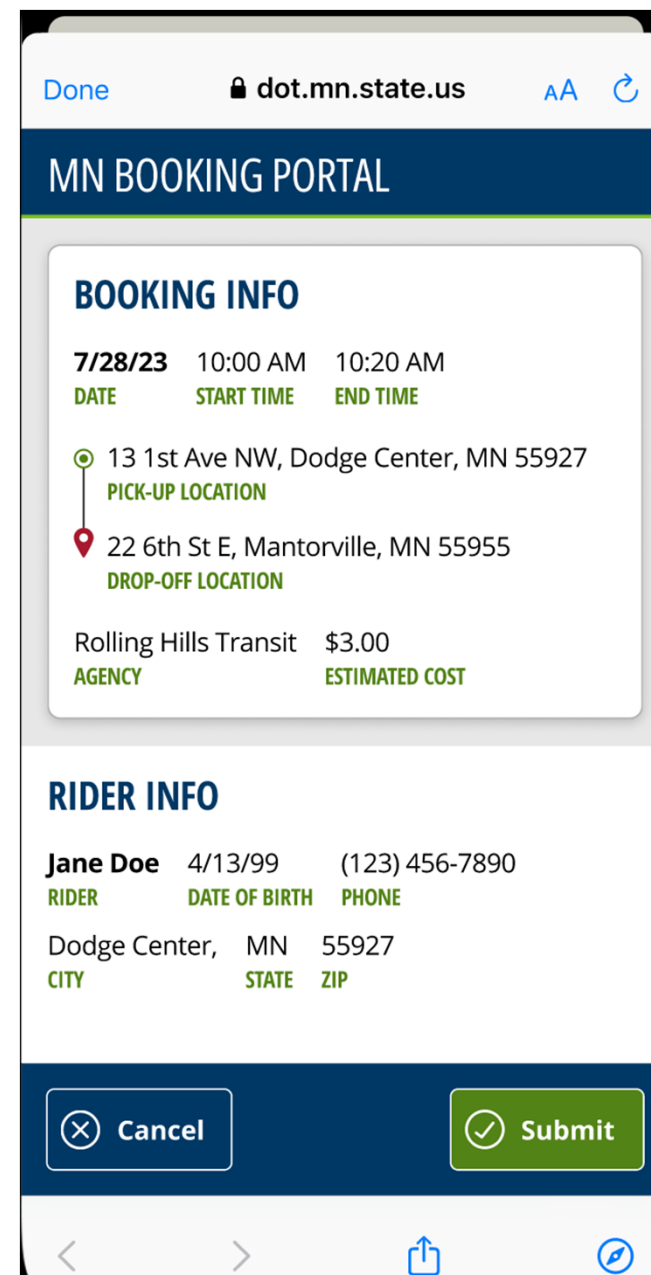 Done dot.mn.state.us AA
MN BOOKING PORTAL
BOOKING INFO
7/28/23 10:00 AM 10:20 AM
DATE START TIME END TIME
13 1st Ave NW, Dodge Center, MN 55927
PICK-UP LOCATION
22 6th St E, Mantorville, MN 55955
DROP-OFF LOCATION
Rolling Hills Transit $3.00
AGENCY ESTIMATED COST
RIDER INFO
Jane Doe 4/13/99 (123) 456-7890
RIDER DATE OF BIRTH PHONE
Dodge Center, MN 55927
CITY STATE ZIP
Cancel Submit